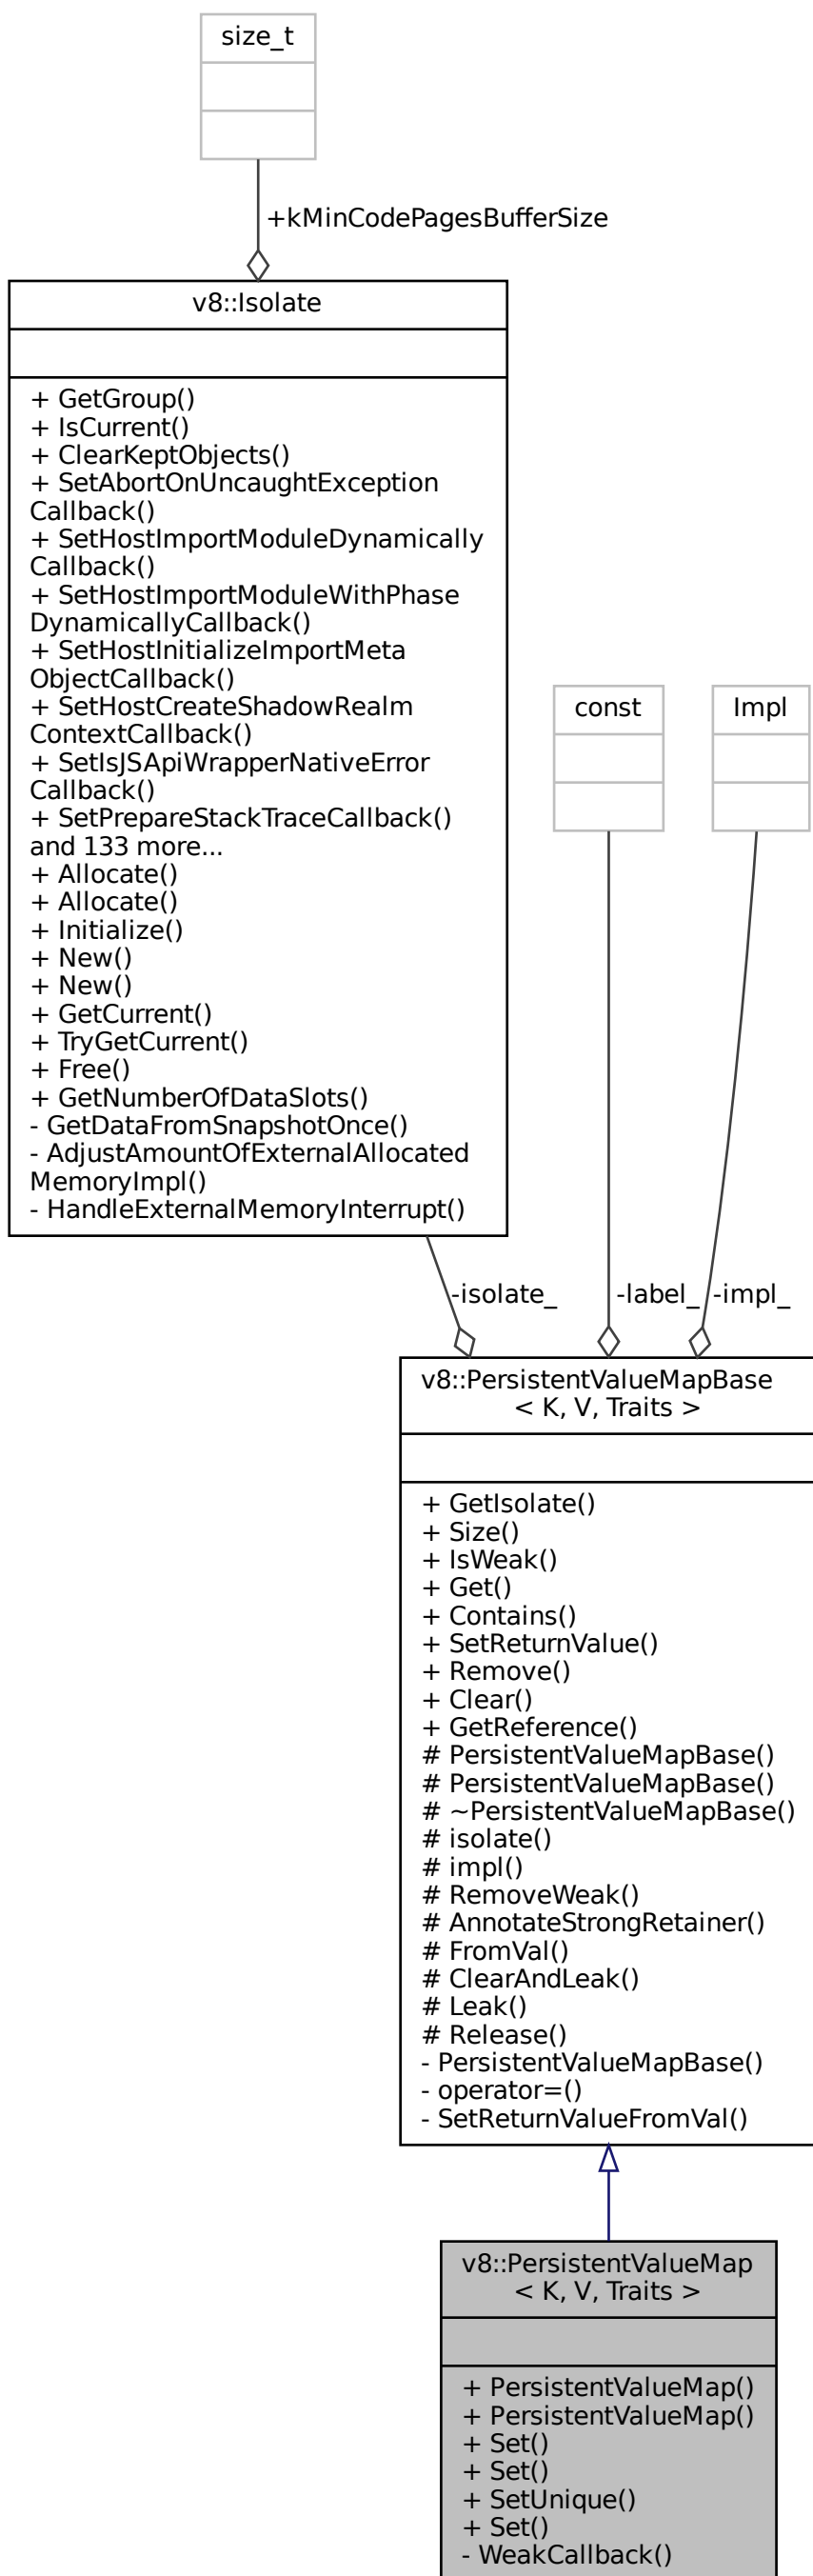 size_t
+kMinCodePagesBufferSize
v8::Isolate
+ GetGroup()
+ IsCurrent()
+ ClearKeptObjects()
+ SetAbortOnUncaughtException
Callback()
+ SetHostImportModuleDynamically
Callback()
+ SetHostImportModuleWithPhase
DynamicallyCallback()
+ SetHostInitializeImportMeta
ObjectCallback()
+ SetHostCreateShadowRealm
ContextCallback()
+ SetIsJSApiWrapperNativeError
Callback()
+ SetPrepareStackTraceCallback()
and 133 more...
+ Allocate()
+ Allocate()
+ Initialize()
+ New()
+ New()
+ GetCurrent()
+ TryGetCurrent()
+ Free()
+ GetNumberOfDataSlots()
- GetDataFromSnapshotOnce()
- AdjustAmountOfExternalAllocated
MemoryImpl()
- HandleExternalMemoryInterrupt()
const
Impl
-isolate_
-label_
-impl_
v8::PersistentValueMapBase
< K, V, Traits >
+ GetIsolate()
+ Size()
+ IsWeak()
+ Get()
+ Contains()
+ SetReturnValue()
+ Remove()
+ Clear()
+ GetReference()
# PersistentValueMapBase()
# PersistentValueMapBase()
# ~PersistentValueMapBase()
# isolate()
# impl()
# RemoveWeak()
# AnnotateStrongRetainer()
# FromVal()
# ClearAndLeak()
# Leak()
# Release()
- PersistentValueMapBase()
- operator=()
- SetReturnValueFromVal()
v8::PersistentValueMap
< K, V, Traits >
+ PersistentValueMap()
+ PersistentValueMap()
+ Set()
+ Set()
+ SetUnique()
+ Set()
- WeakCallback()